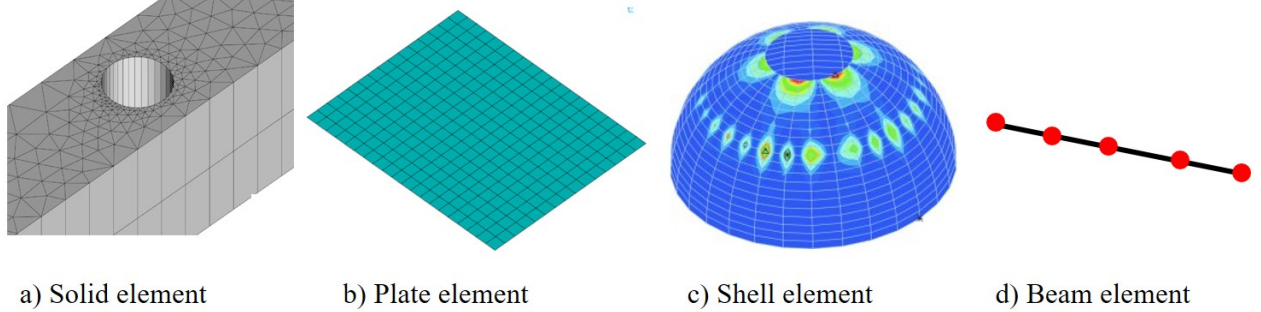 a) Solid element
b) Plate element
c) Shell element
d) Beam element